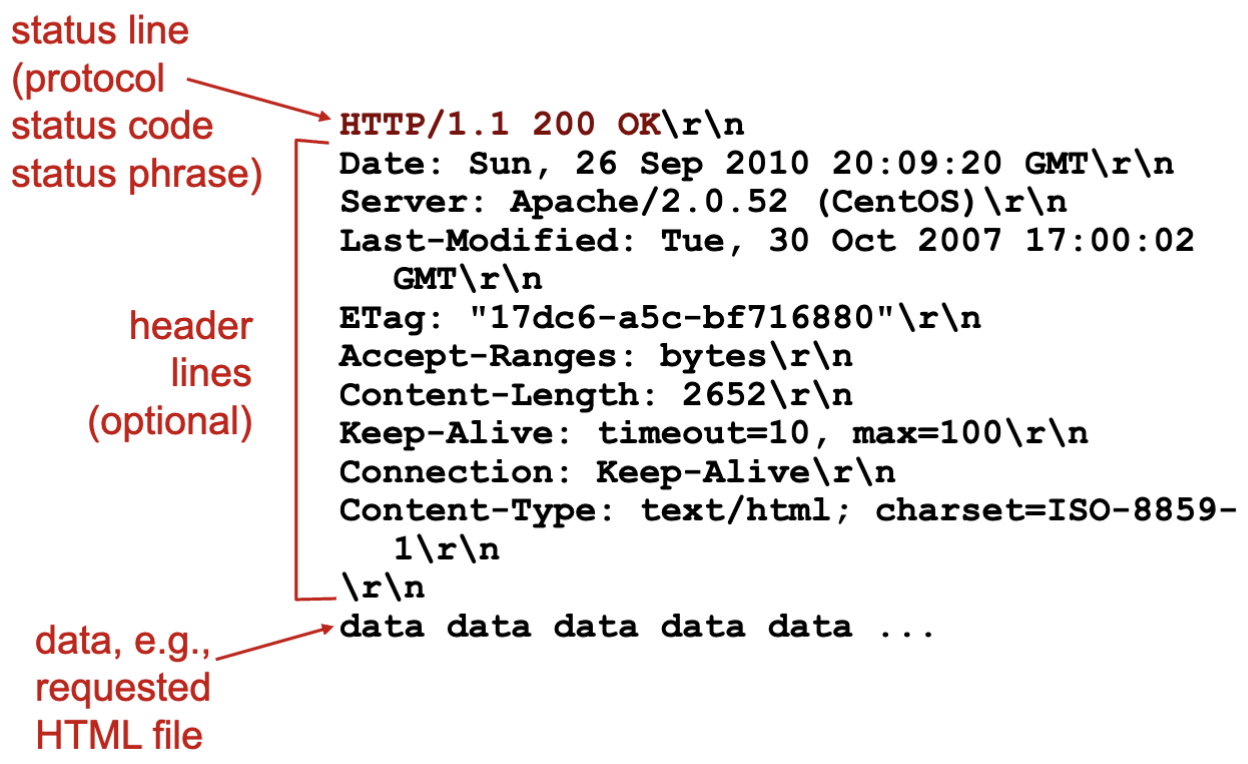 status line
(protocol
status code
status phrase)
HTTP/1.1 200 OK\r\n
Date: Sun, 26 Sep 2010 20:09:20 GMT\r\n
Server: Apache/2.0.52 (CentOS)\r\n
Last-Modified: Tue, 30 Oct 2007 17:00:02
GMT\r\n
ETag: "17dc6-a5c-bf716880"\r\n
Accept-Ranges: bytes\r\n
Content-Length: 2652\r\n
Keep-Alive: timeout=10, max=100\r\n
Connection: Keep-Alive\r\n
Content-Type: text/html; charset=ISO-8859-
1\r\n
\r\n
data data data data data ...
header
lines
(optional)
data, e.g.,
requested
HTML file